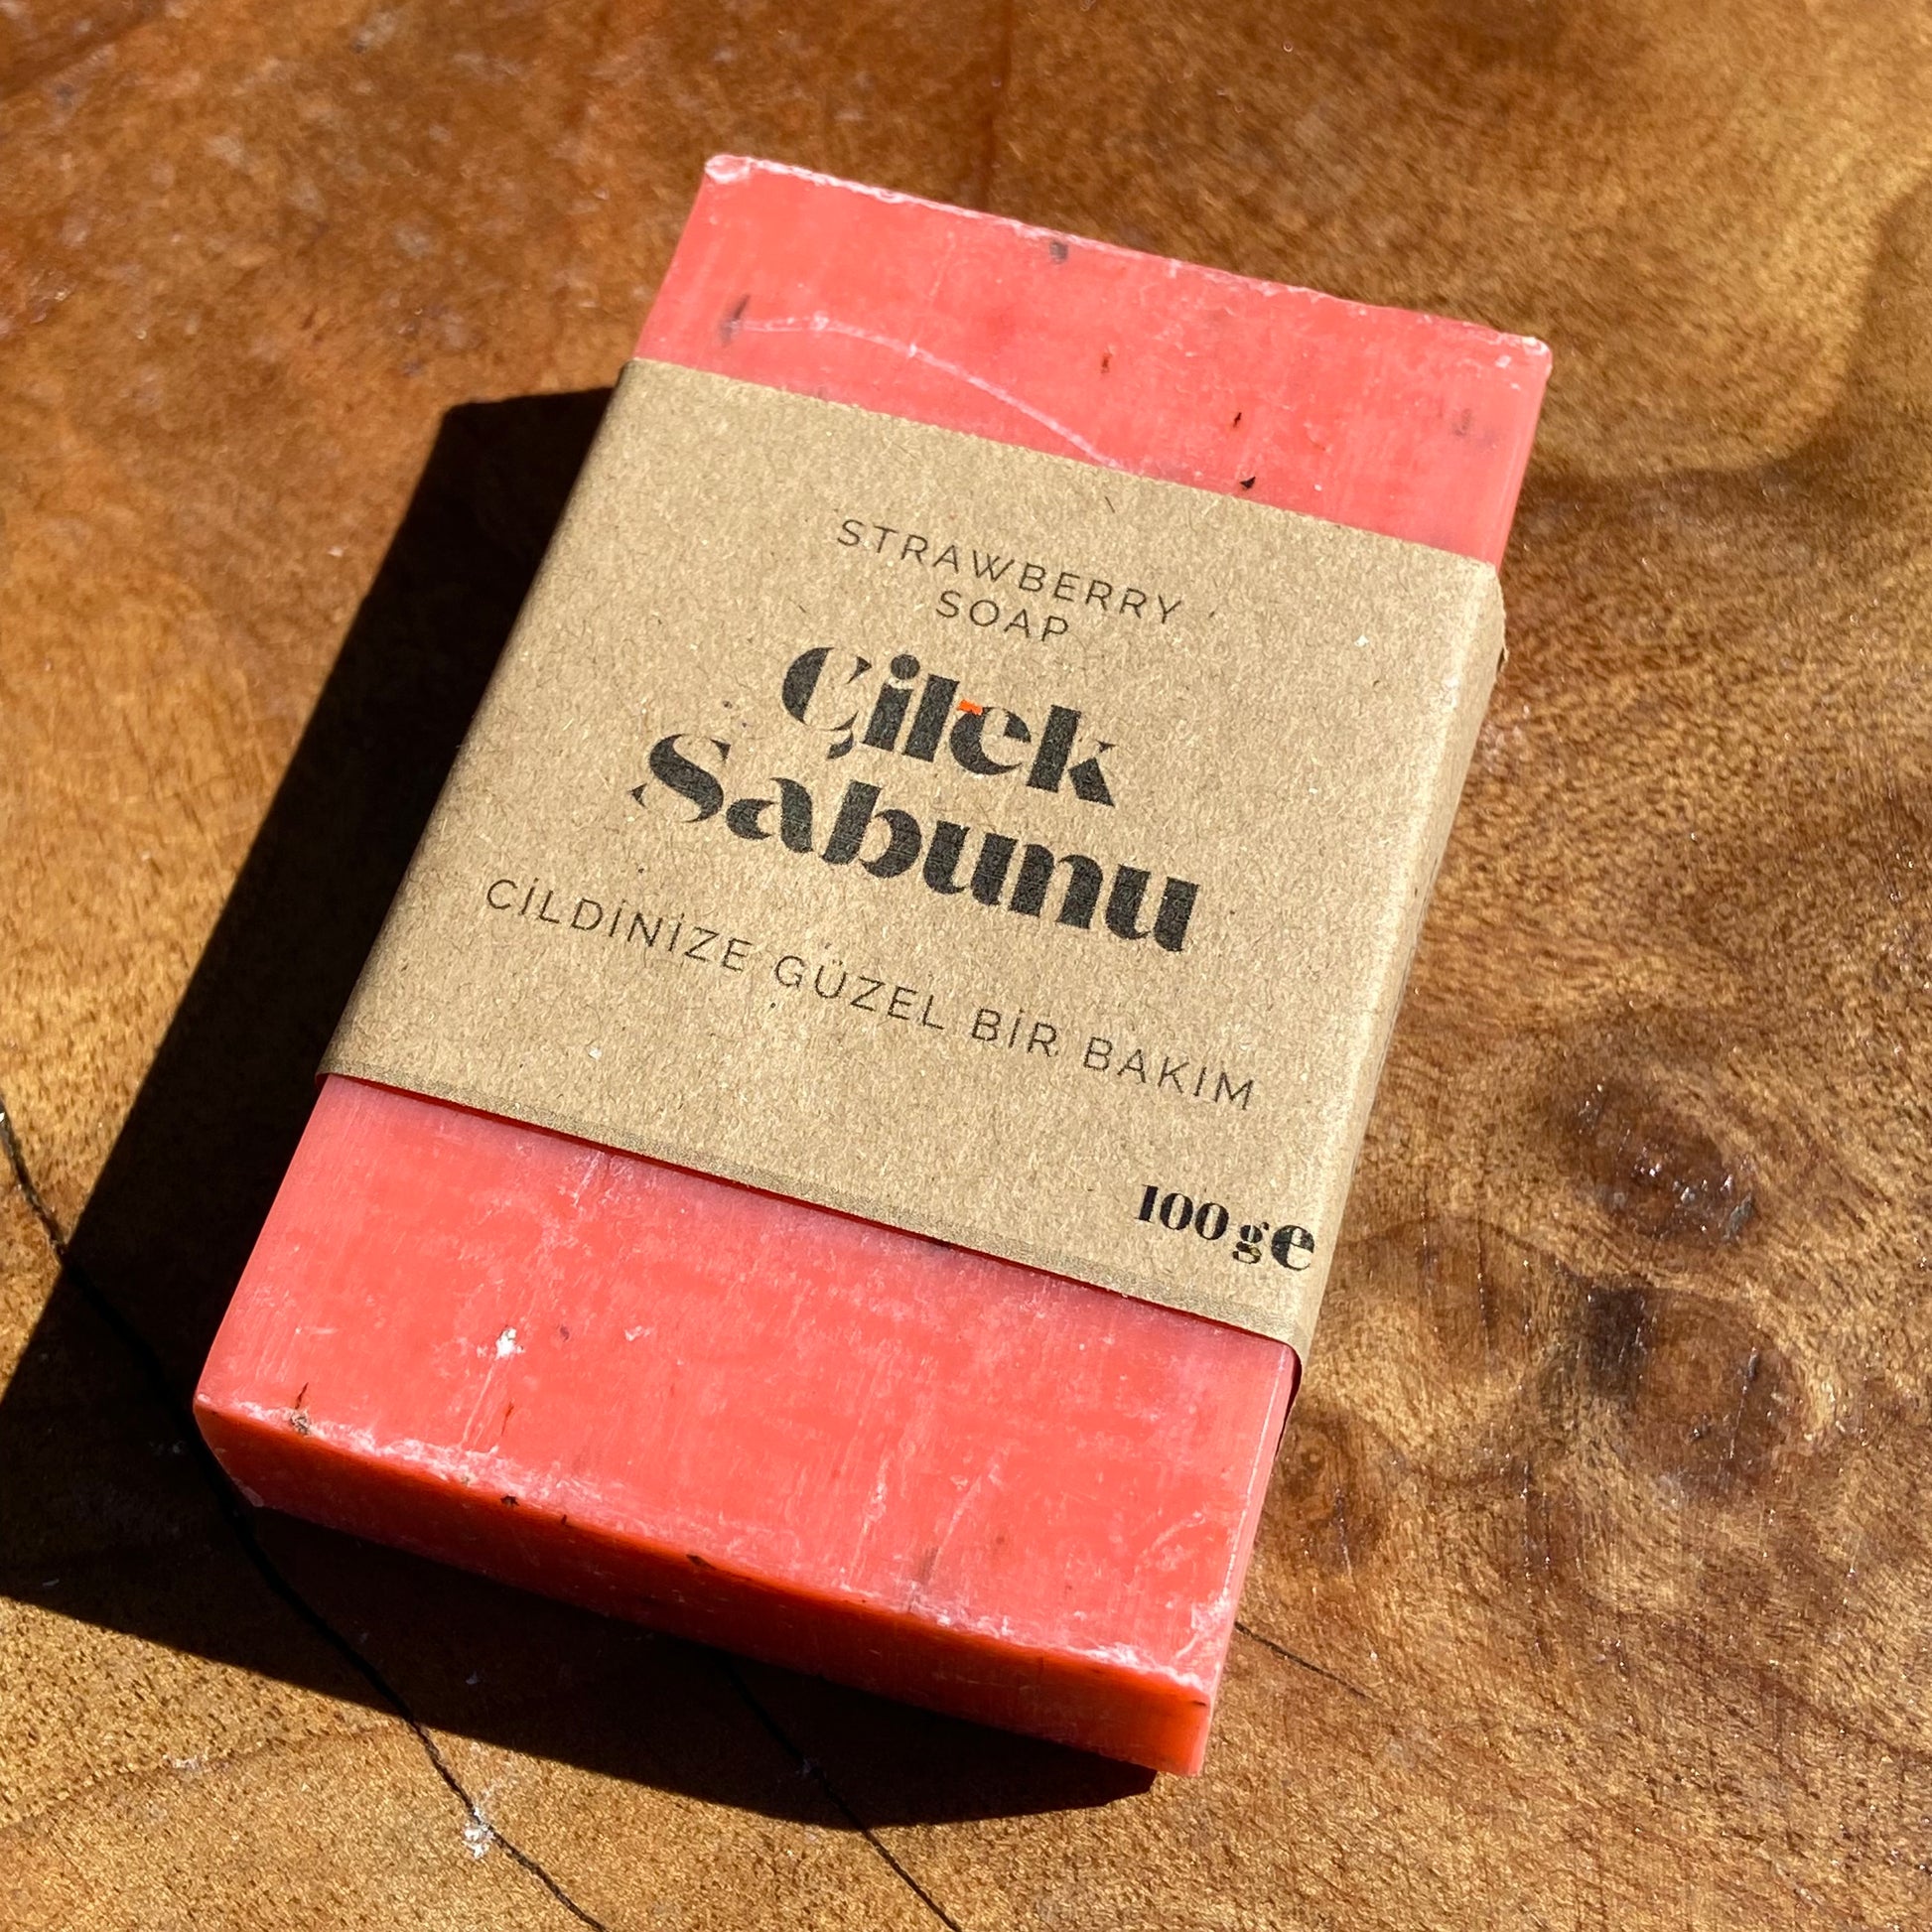 STRAWBERRY
SOAP
Çilek
Sabunu
CİLDİNİZE GÜZEL BİR BAKIM
100 g e